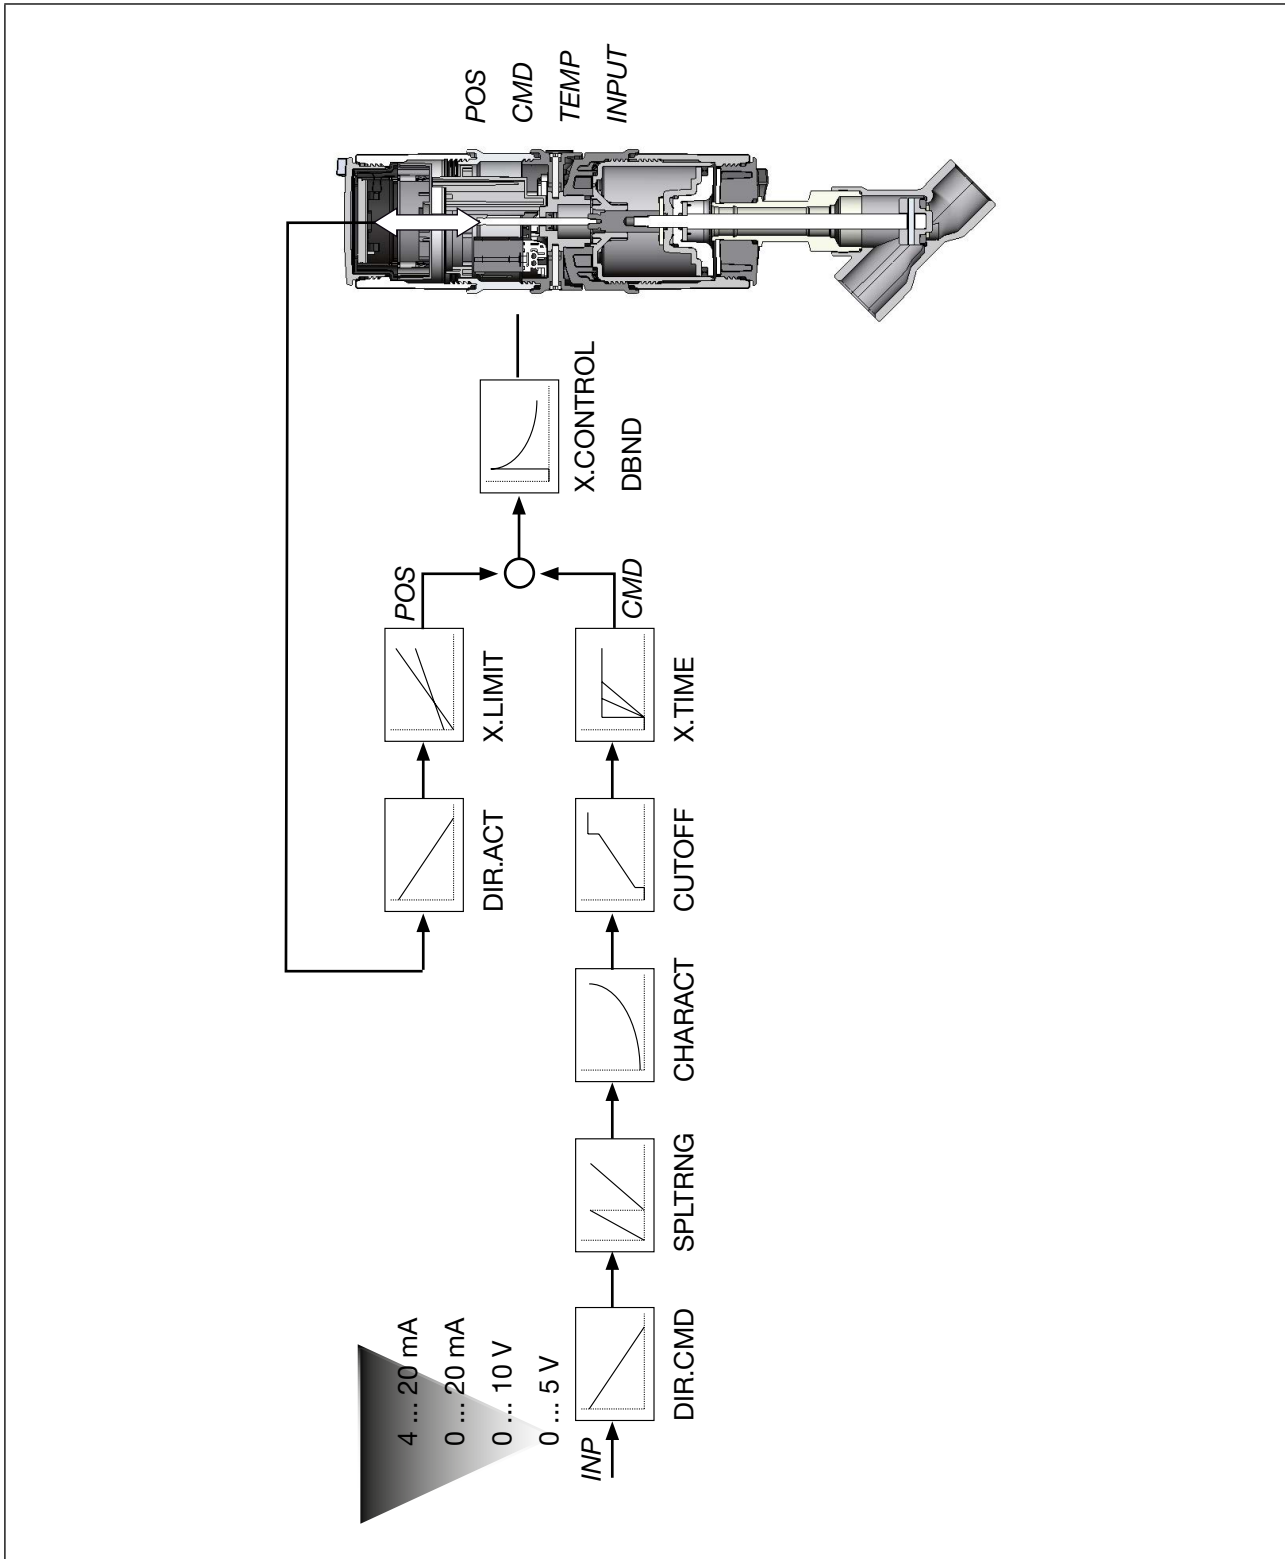 4 ... 20 mA
0 ... 20 mA
0 ... 10 V
0 ... 5 V
INP
DIR.CMD
SPLTRNG
CHARACT
CUTOFF
X.TIME
CMD
DIR.ACT
X.LIMIT
POS
X.CONTROL
DBND
POS
CMD
TEMP
INPUT